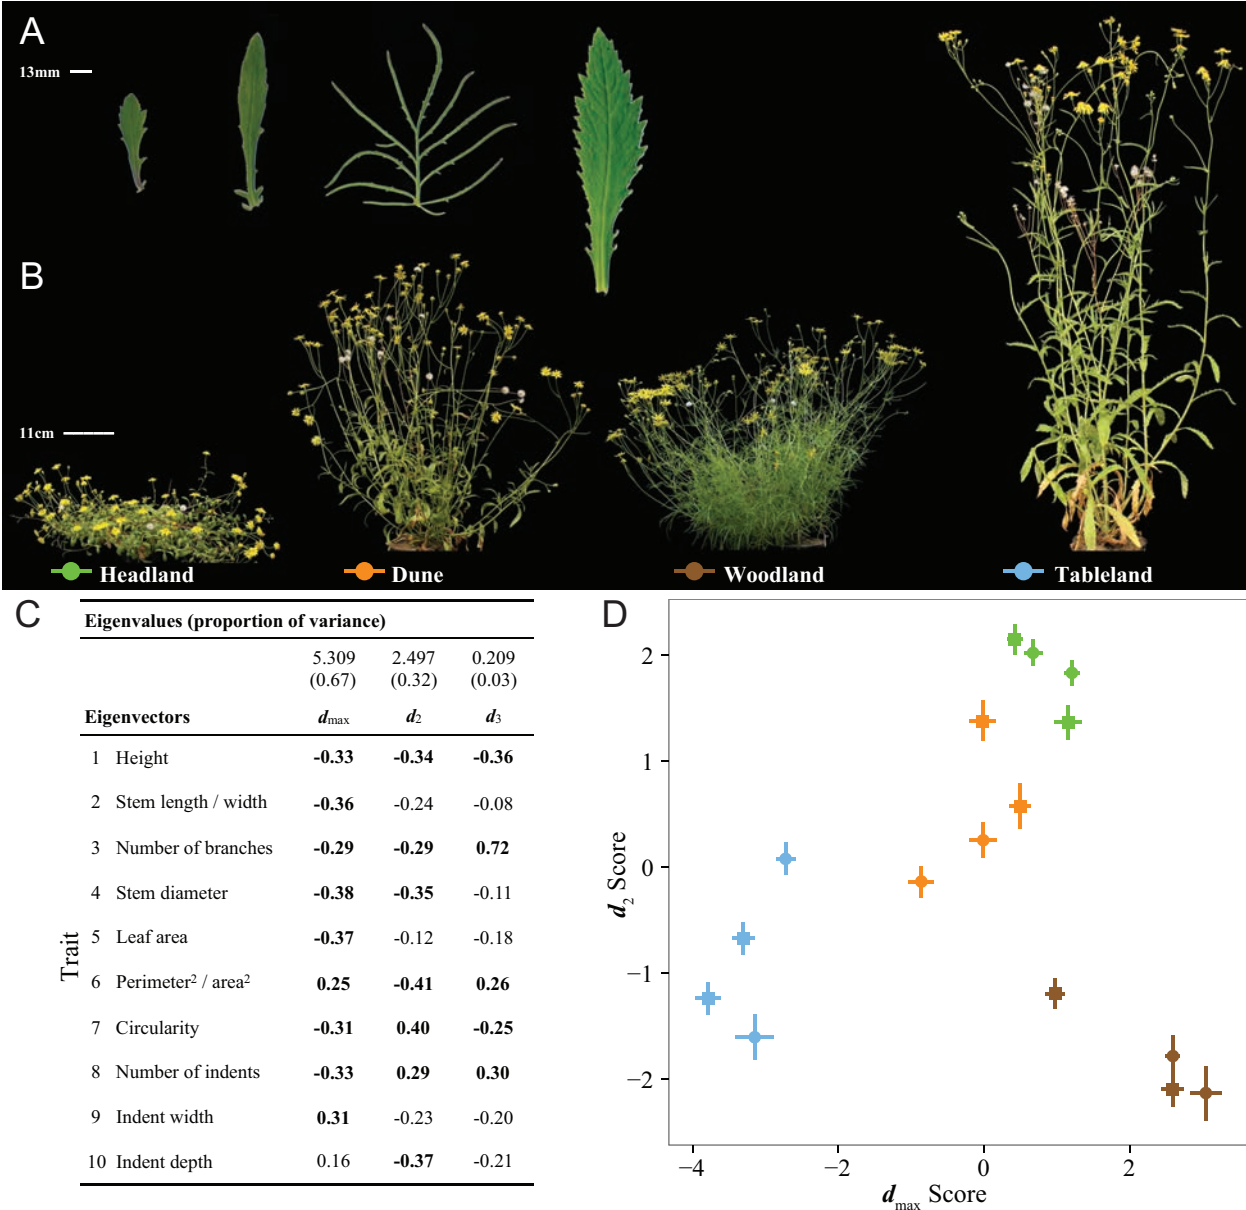 A
13mm
B
11cm
Headland Dune Woodland Tableland
C
Eigenvalues (proportion of variance)
5.309 2.497 0.209
(0.67) (0.32) (0.03)
Eigenvectors dmax d2 d3
Trait
1 Height -0.33 -0.34 -0.36
2 Stem length / width -0.36 -0.24 -0.08
3 Number of branches -0.29 -0.29 0.72
4 Stem diameter -0.38 -0.35 -0.11
5 Leaf area -0.37 -0.12 -0.18
6 Perimeter² / area² 0.25 -0.41 0.26
7 Circularity -0.31 0.40 -0.25
8 Number of indents -0.33 0.29 0.30
9 Indent width 0.31 -0.23 -0.20
10 Indent depth 0.16 -0.37 -0.21
D
d2 Score
2
1
0
−1
−2
−4 −2 0 2
dmax Score